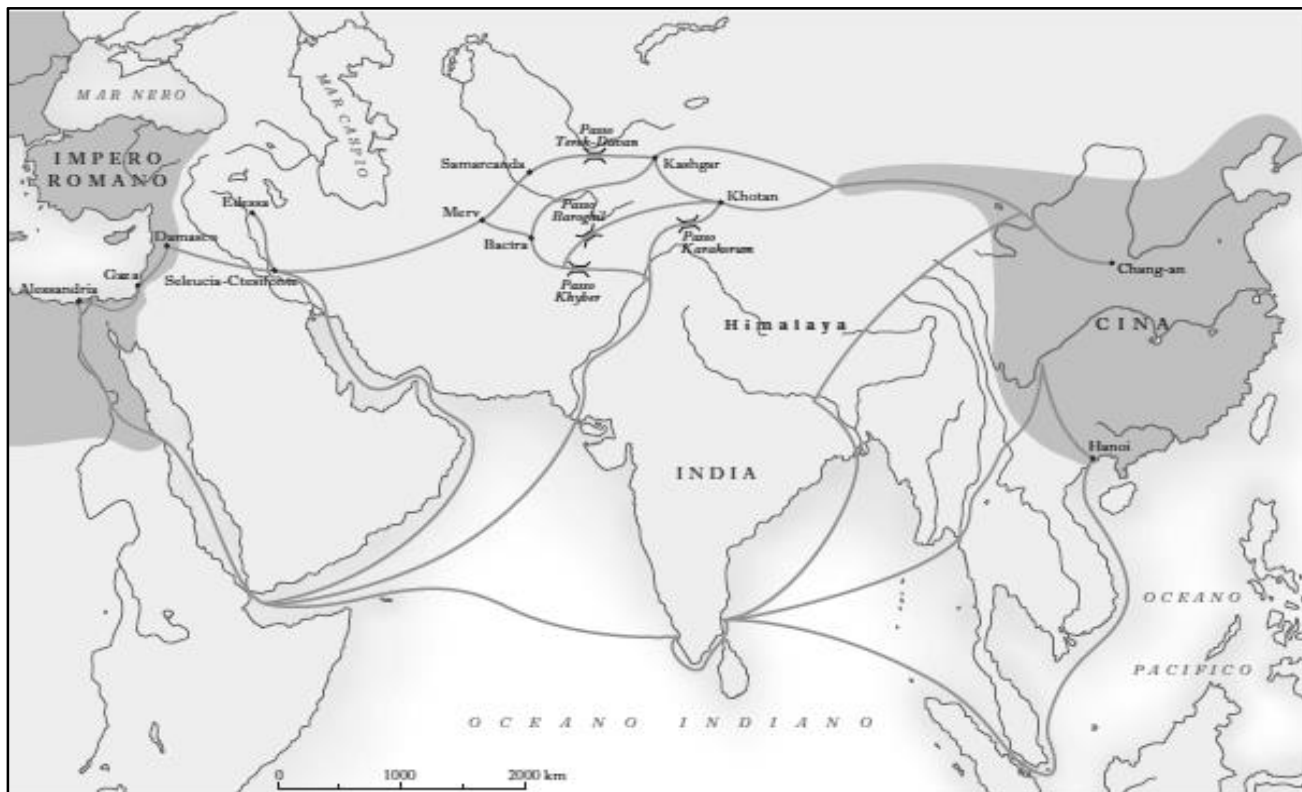 MAR NERO
MAR CASPIO
IMPERO
ROMANO
Passo
Terek-Davan
Samarcanda
Kashgar
Edessa
Khotan
Merv
Passo
Baroghil
Damasco
Bactra
Passo
Karakorum
Gaza
Seleucia-Ctesifonte
Alessandria
Passo
Khyber
Chang-an
Himalaya
CINA
INDIA
Hanoi
OCEANO
PACIFICO
OCEANO INDIANO
0 1000 2000 km